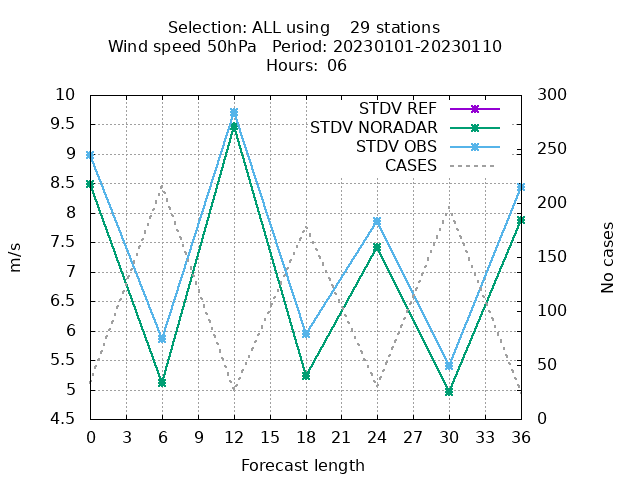 Selection: ALL using    29 stations
Wind speed 50hPa   Period: 20230101-20230110
Hours:  06
STDV REF
STDV NORADAR
STDV OBS
CASES
10
9.5
9
8.5
8
7.5
7
6.5
6
5.5
5
4.5
m/s
300
250
200
150
100
50
0
No cases
0 3 6 9 12 15 18 21 24 27 30 33 36
Forecast length